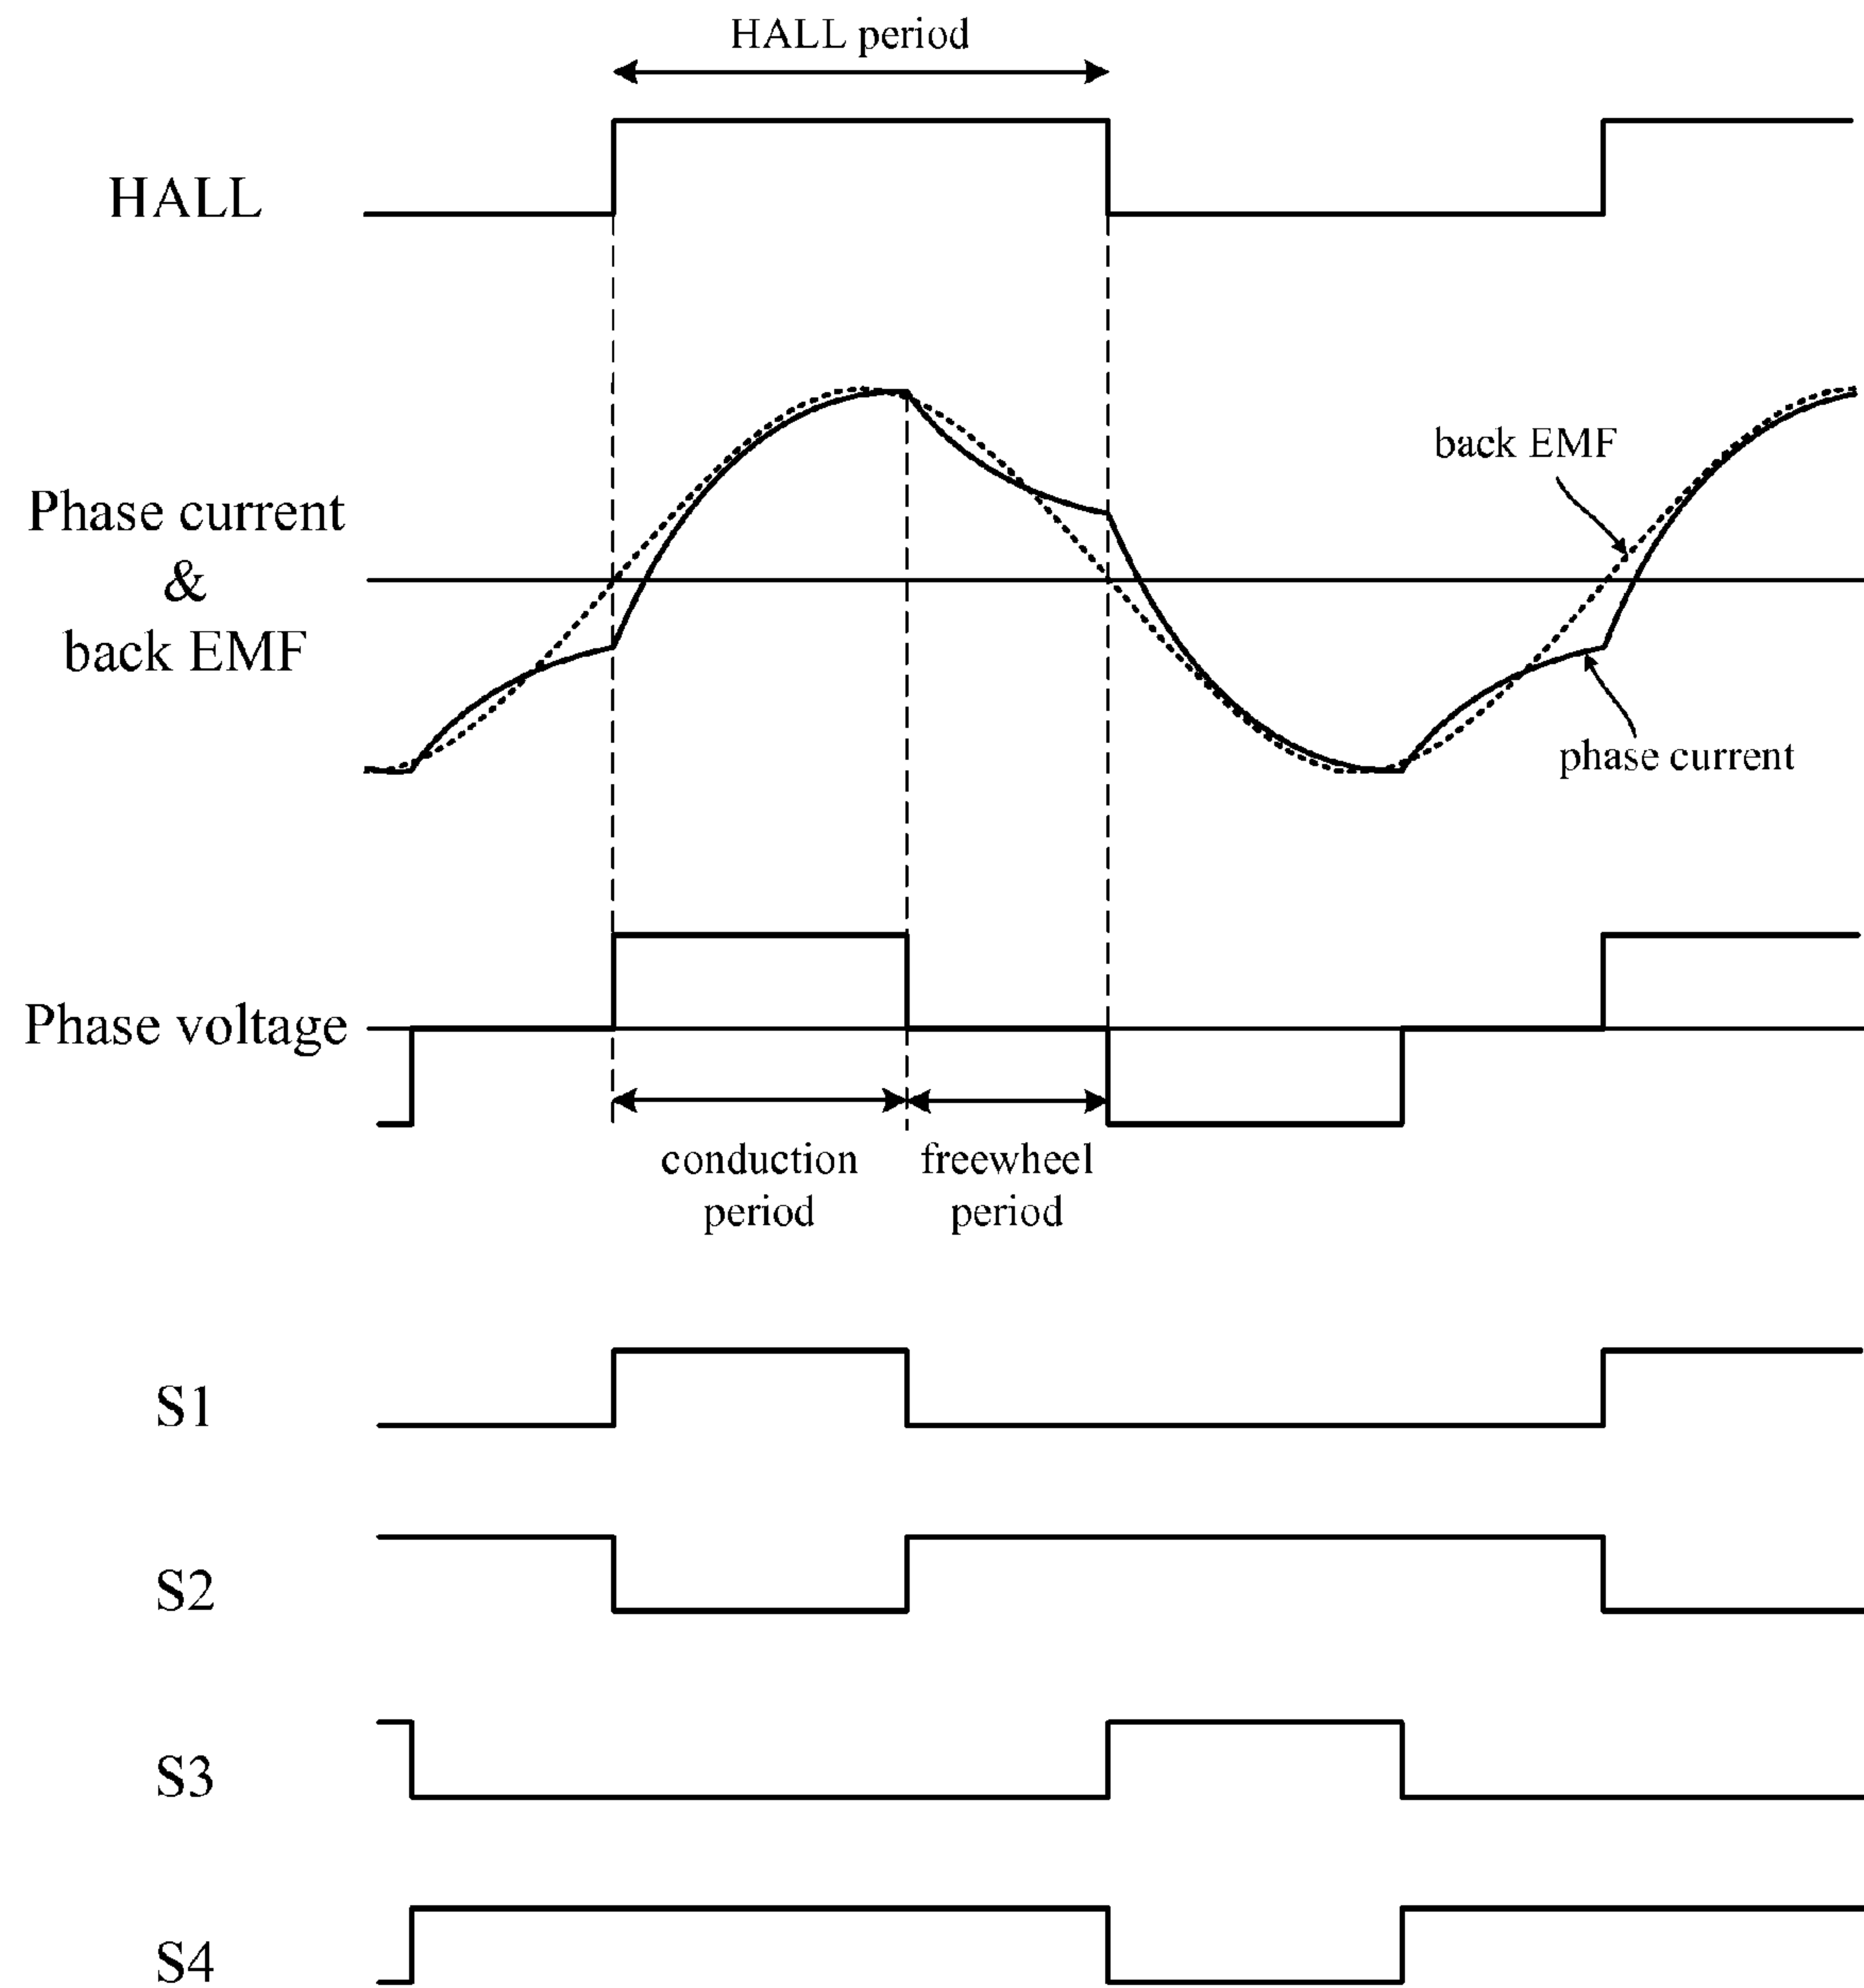 HALL period
HALL
back EMF
Phase current
&
back EMF
phase current
Phase voltage
conduction
period
freewheel
period
S1
S2
S3
S4